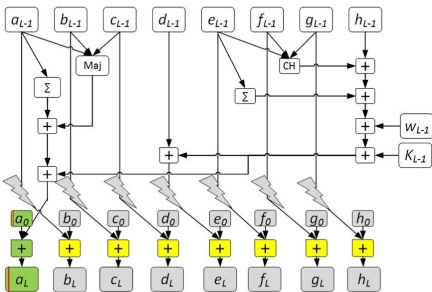 a_{L-1} b_{L-1} c_{L-1} d_{L-1} e_{L-1} f_{L-1} g_{L-1} h_{L-1}
Maj CH +
Σ Σ + +
+ + w_{L-1}
+ + + K_{L-1}
a_0 b_0 c_0 d_0 e_0 f_0 g_0 h_0
+ + + + + + + +
a_L b_L c_L d_L e_L f_L g_L h_L